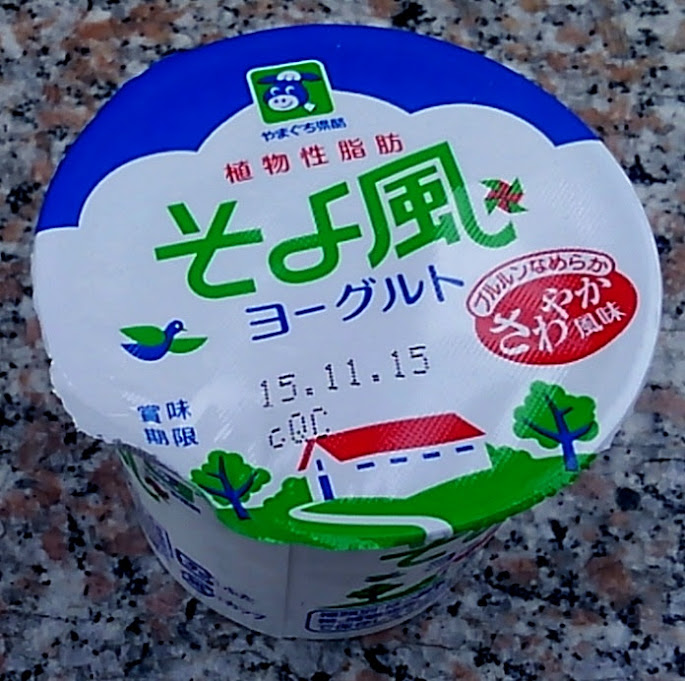 やまぐち県酪
植物性脂肪
そよ風
ヨーグルト
プルルンなめらか
さわやか
風味
15.11.15
賞味
期限
cQC